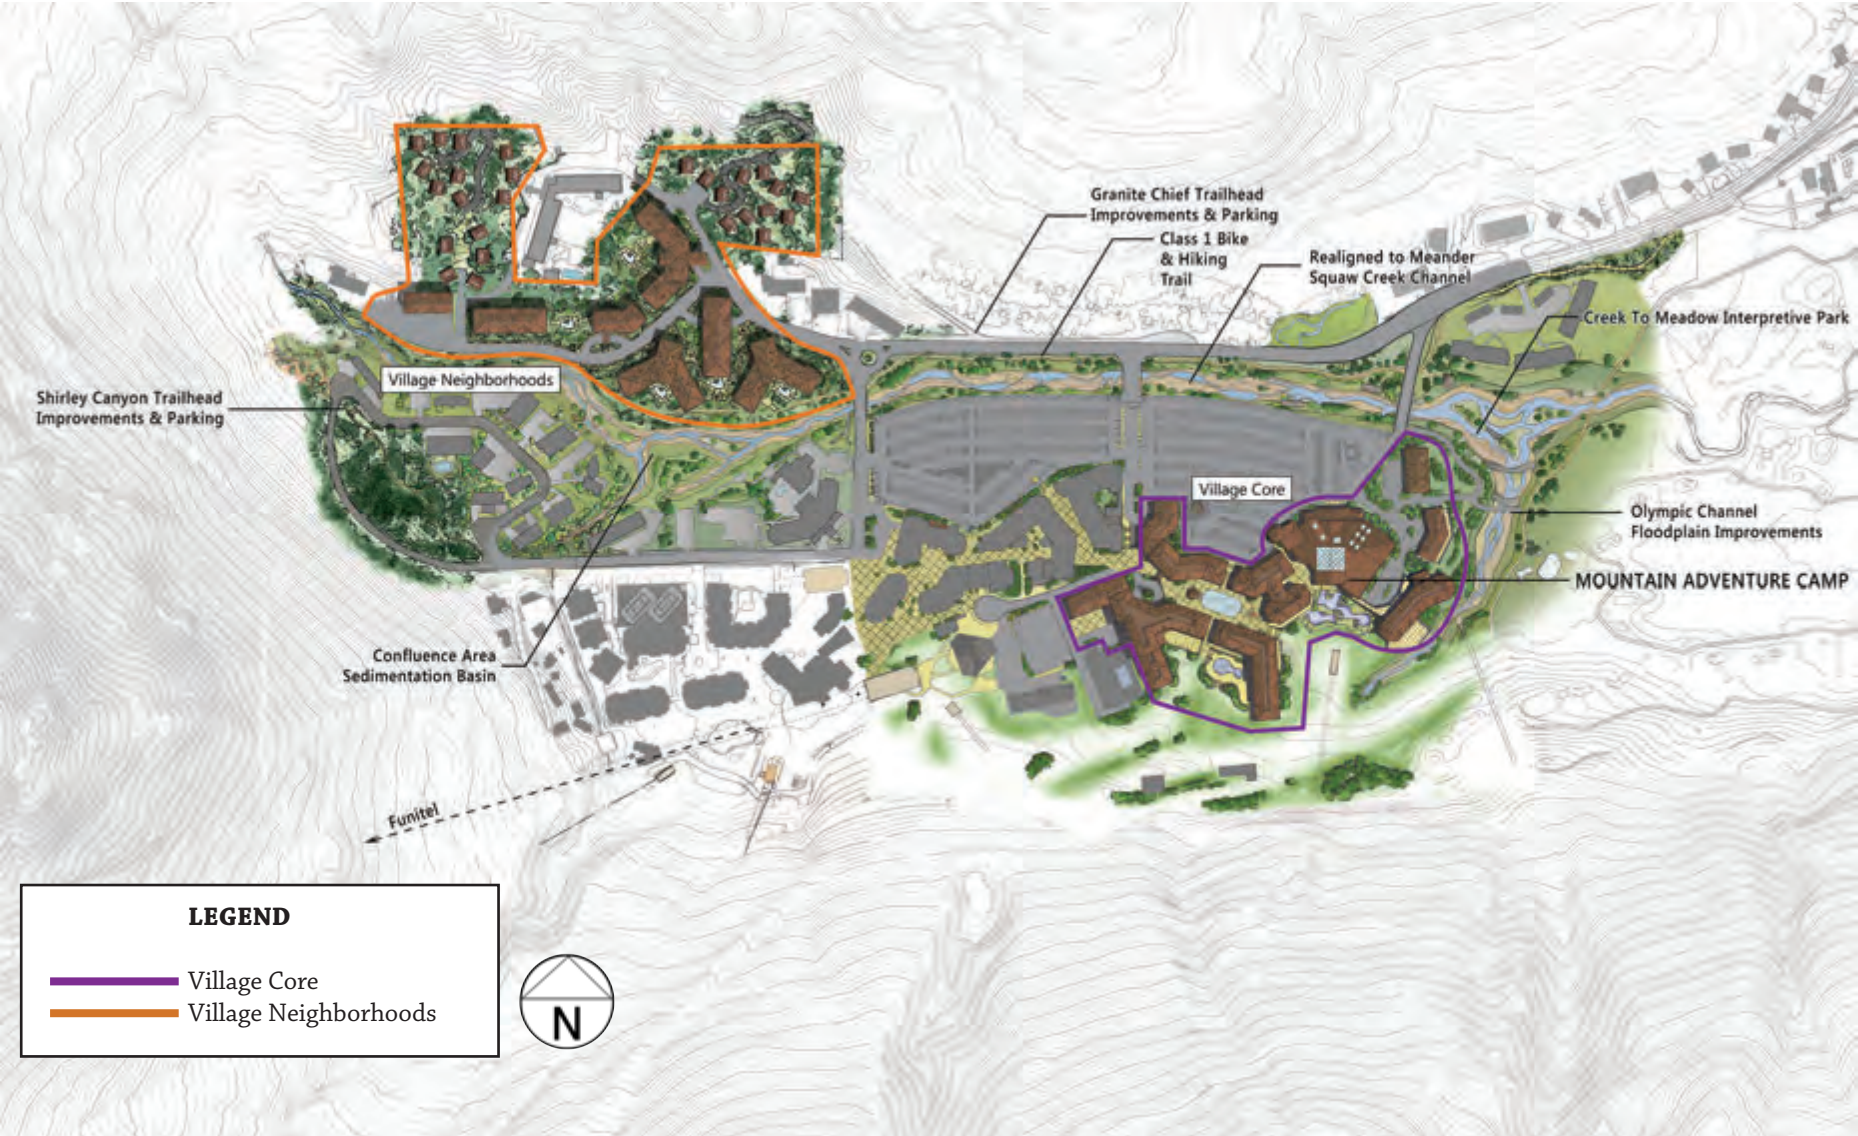 Granite Chief Trailhead
Improvements & Parking
Class 1 Bike
& Hiking
Trail
Realigned to Meander
Squaw Creek Channel
Creek To Meadow Interpretive Park
Village Neighborhoods
Shirley Canyon Trailhead
Improvements & Parking
Village Core
Olympic Channel
Floodplain Improvements
MOUNTAIN ADVENTURE CAMP
Confluence Area
Sedimentation Basin
Funitel
LEGEND
Village Core
Village Neighborhoods
N